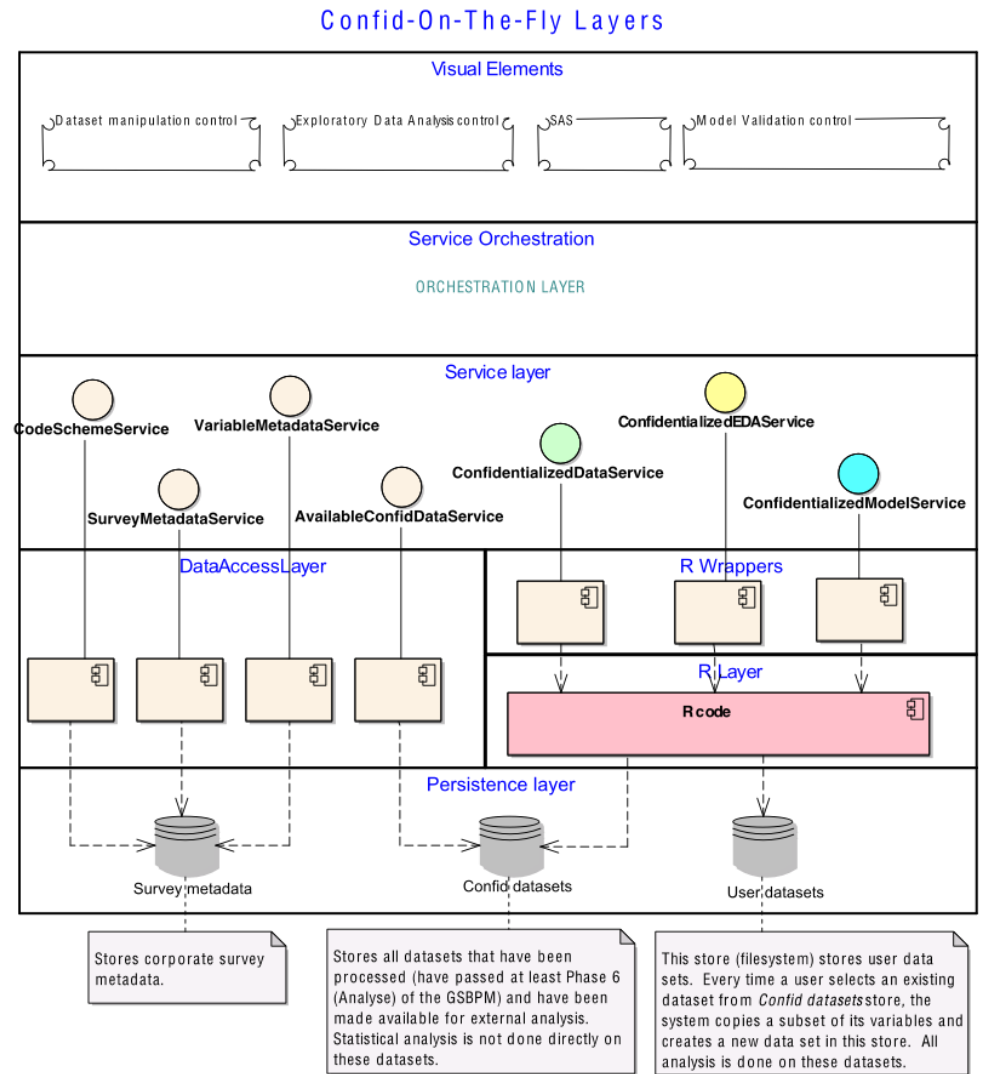 Confid-On-The-Fly Layers
Visual Elements
Dataset manipulation control
Exploratory Data Analysis control
SAS
Model Validation control
Service Orchestration
ORCHESTRATION LAYER
Service layer
CodeSchemeService
VariableMetadataService
ConfidentializedEDAService
ConfidentializedDataService
SurveyMetadataService
AvailableConfidDataService
ConfidentializedModelService
DataAccessLayer
R Wrappers
R Layer
R code
Persistence layer
Survey metadata
Confid datasets
User datasets
Stores corporate survey
metadata.
Stores all datasets that have been
processed (have passed at least Phase 6
(Analyse) of the GSBPM) and have been
made available for external analysis.
Statistical analysis is not done directly on
these datasets.
This store (filesystem) stores user data
sets. Every time a user selects an existing
dataset from Confid datasets store, the
system copies a subset of its variables and
creates a new data set in this store. All
analysis is done on these datasets.